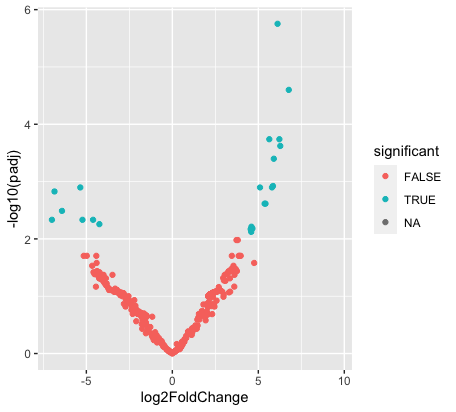 6
4
2
0
-log10(padj)
-5
0
5
10
log2FoldChange
significant
FALSE
TRUE
NA